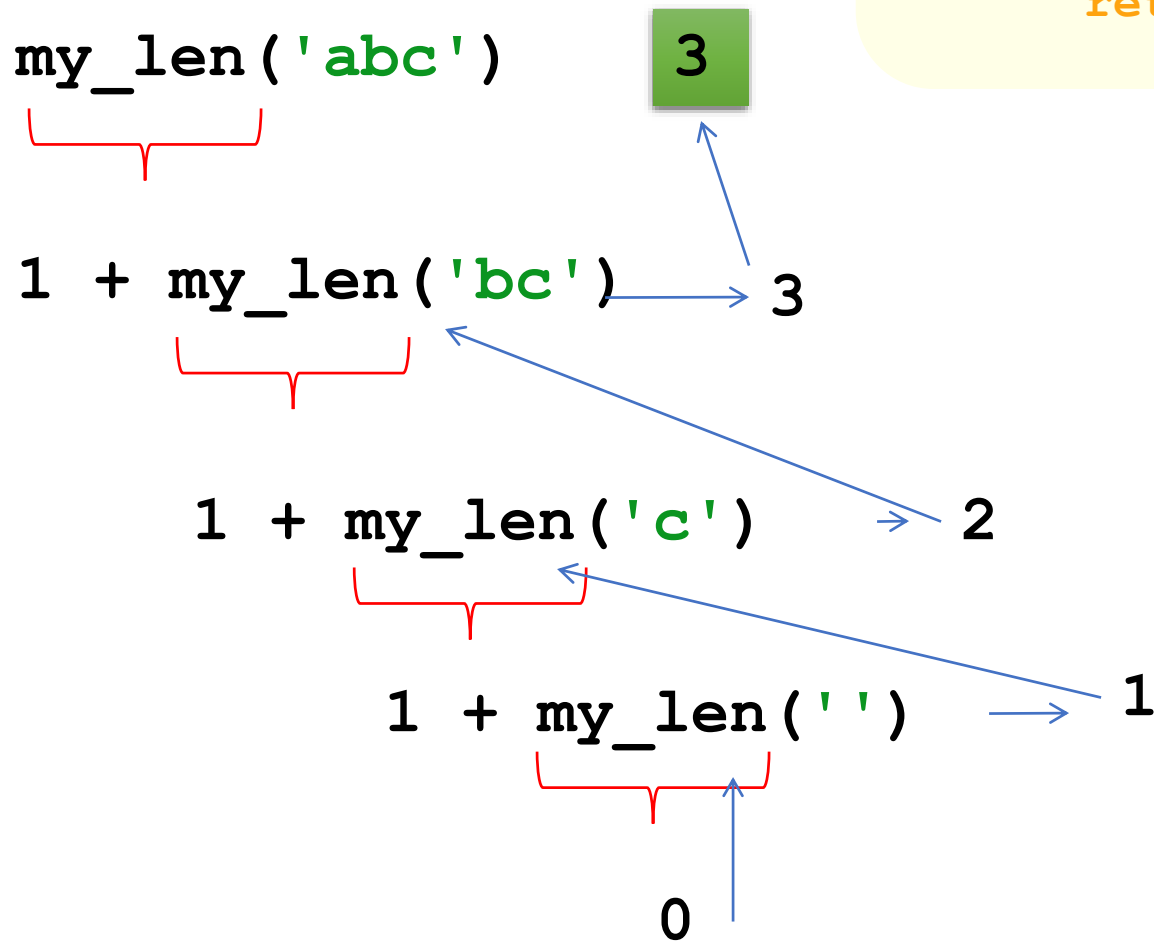 my_len('abc') 3
1 + my_len('bc') 3
1 + my_len('c') 2
1 + my_len('') 1
0